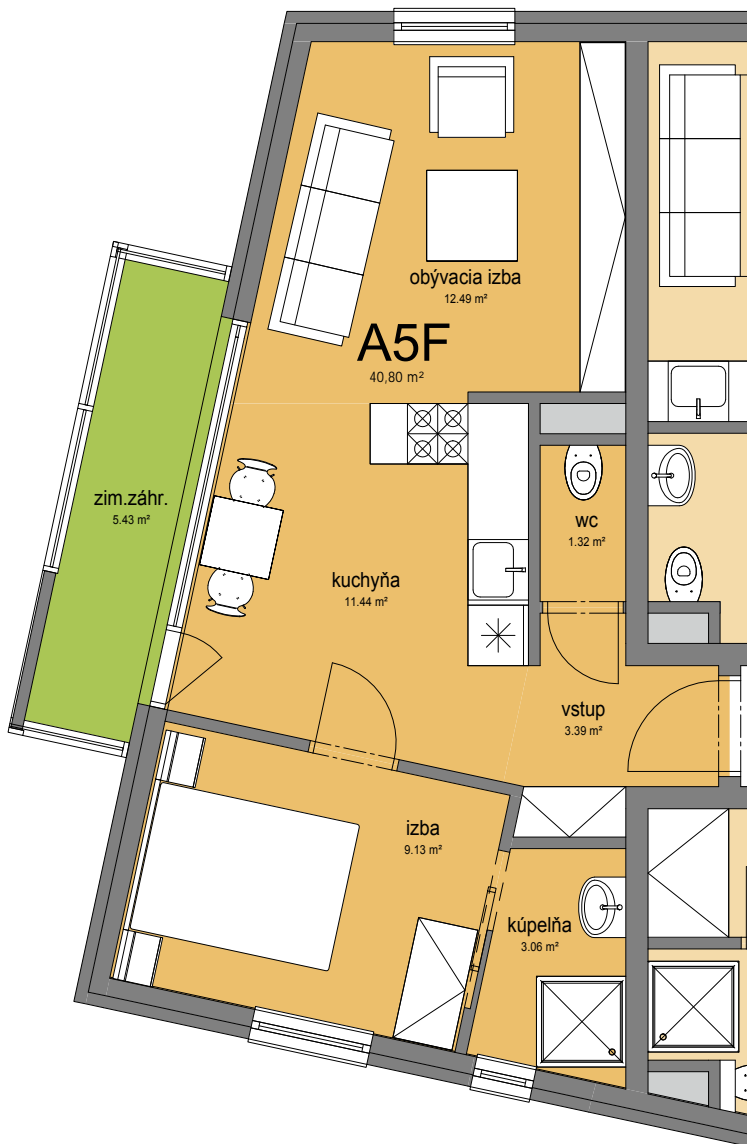 obývacia izba
12.49 m²
A5F
40,80 m²
zim.záhr.
5.43 m²
wc
1.32 m²
kuchyňa
11.44 m²
vstup
3.39 m²
izba
9.13 m²
kúpelňa
3.06 m²